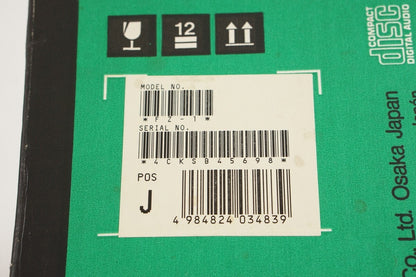 12
MODEL NO.
*FZ-1*
SERIAL NO.
*4CKSB45698*
POS
J
4 984824 034839
COMPACT
disc
DIGITAL AUDIO
CO., Ltd. Osaka Japan